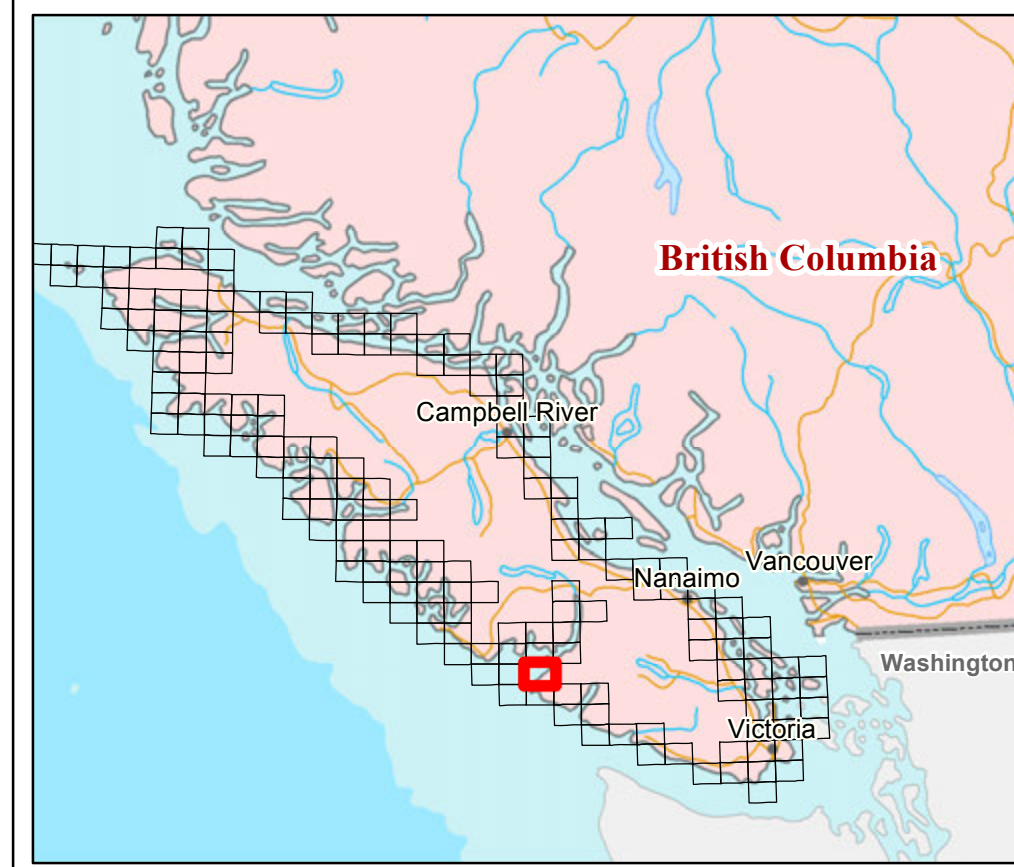 British Columbia
Campbell River
Vancouver
Nanaimo
Washington
Victoria